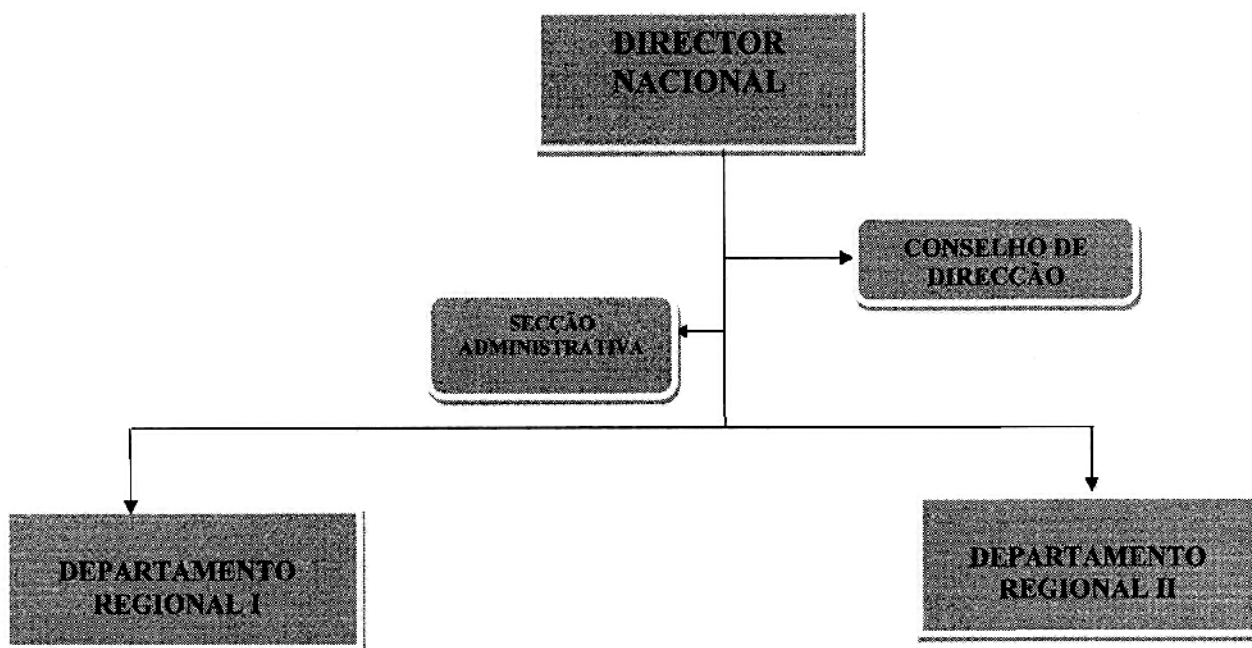 DIRECTOR
NACIONAL
CONSELHO DE
DIRECÇÃO
SECÇÃO
ADMINISTRATIVA
DEPARTAMENTO
REGIONAL I
DEPARTAMENTO
REGIONAL II